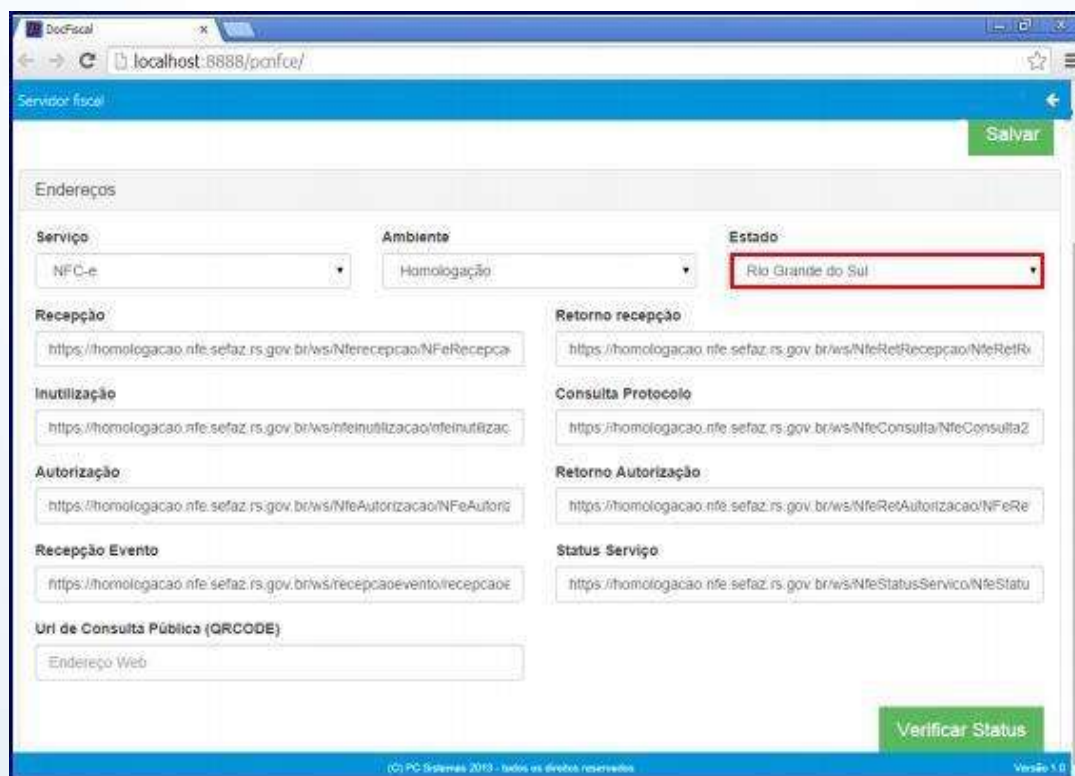 DocFiscal
localhost:8888/pcnfce/
Servidor fiscal
Salvar
Endereços
Serviço
Ambiente
Estado
NFC-e
Homologação
Rio Grande do Sul
Recepção
Retorno recepção
https://homologacao.nfe.sefaz.rs.gov.br/ws/Nferecepcao/NFeRecepca
https://homologacao.nfe.sefaz.rs.gov.br/ws/NfeRetRecepcao/NfeRetR
Inutilização
Consulta Protocolo
https://homologacao.nfe.sefaz.rs.gov.br/ws/nfeinutilizacao/nfeinutilizac
https://homologacao.nfe.sefaz.rs.gov.br/ws/NfeConsulta/NfeConsulta2
Autorização
Retorno Autorização
https://homologacao.nfe.sefaz.rs.gov.br/ws/NfeAutorizacao/NFeAutoriz
https://homologacao.nfe.sefaz.rs.gov.br/ws/NfeRetAutorizacao/NFeRe
Recepção Evento
Status Serviço
https://homologacao.nfe.sefaz.rs.gov.br/ws/recepcaoevento/recepcaoe
https://homologacao.nfe.sefaz.rs.gov.br/ws/NfeStatusServico/NfeStatu
Url de Consulta Pública (QRCODE)
Endereço Web
Verificar Status
(C) PC Sistemas 2013 - todos os direitos reservados
Versão 1.0